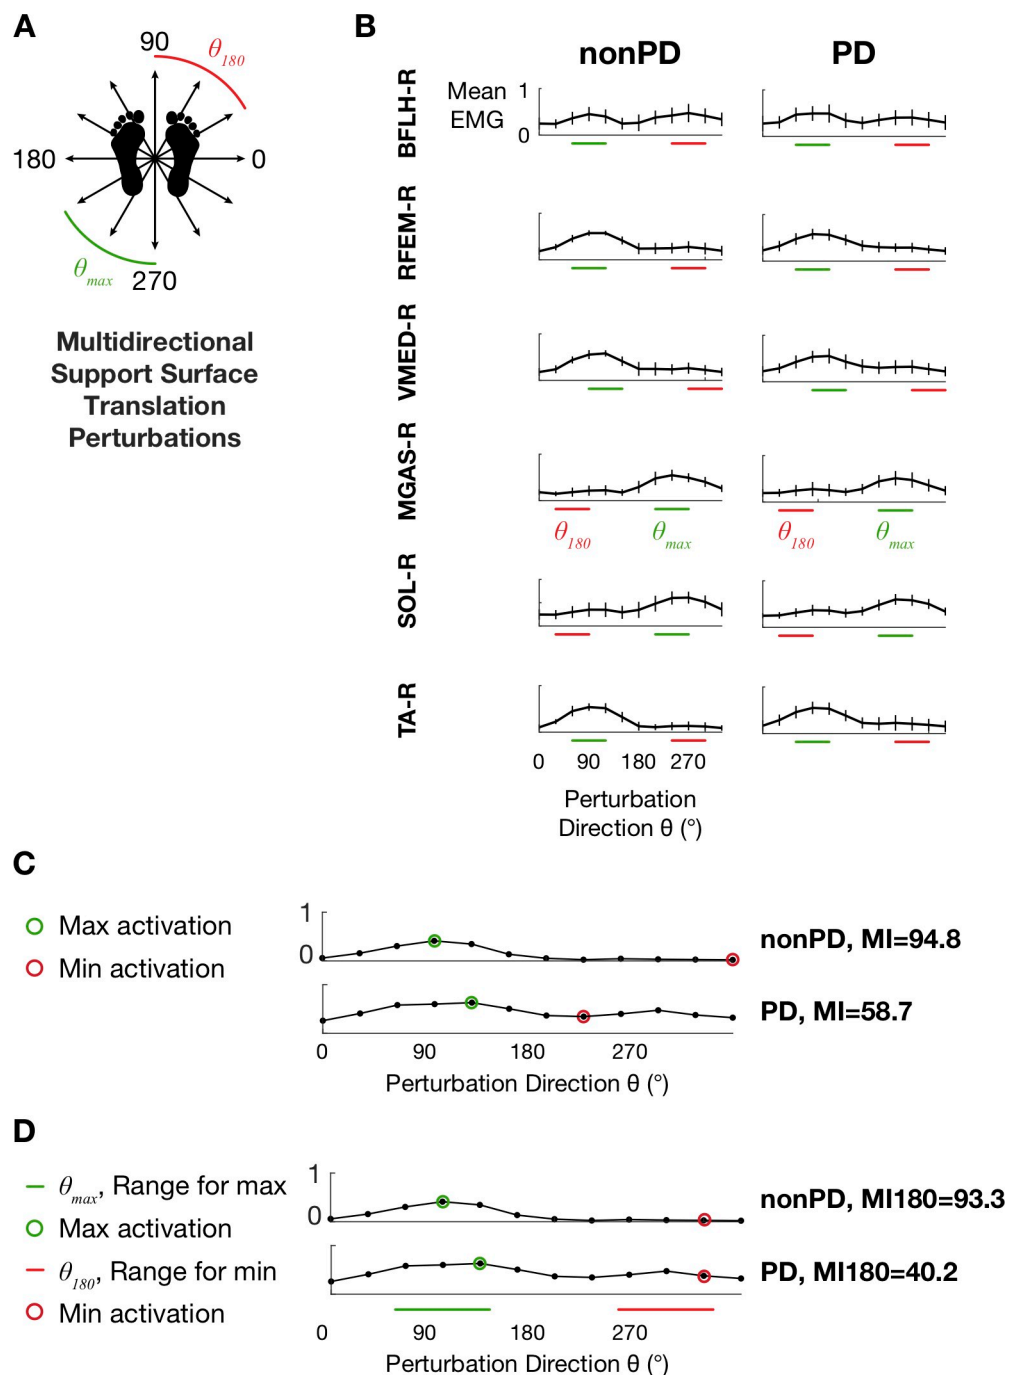 A
90
θ180
180
0
θmax
270
Multidirectional
Support Surface
Translation
Perturbations
B
nonPD
PD
BFLH-R
Mean
EMG
1
0
RFEM-R
VMED-R
MGAS-R
θ180
θmax
θ180
θmax
SOL-R
TA-R
0 90 180 270
Perturbation
Direction θ (°)
C
Max activation
Min activation
1
0
nonPD, MI=94.8
PD, MI=58.7
0 90 180 270
Perturbation Direction θ (°)
D
θmax, Range for max
Max activation
θ180, Range for min
Min activation
1
0
nonPD, MI180=93.3
PD, MI180=40.2
0 90 180 270
Perturbation Direction θ (°)